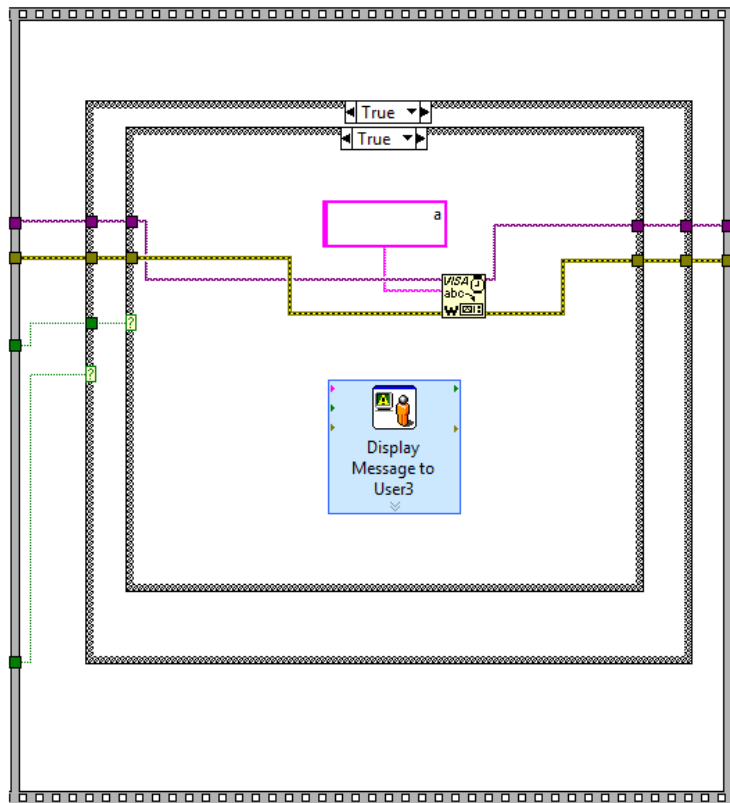 True
True
a
VISA
abc
W
?
?
A
Display
Message to
User3